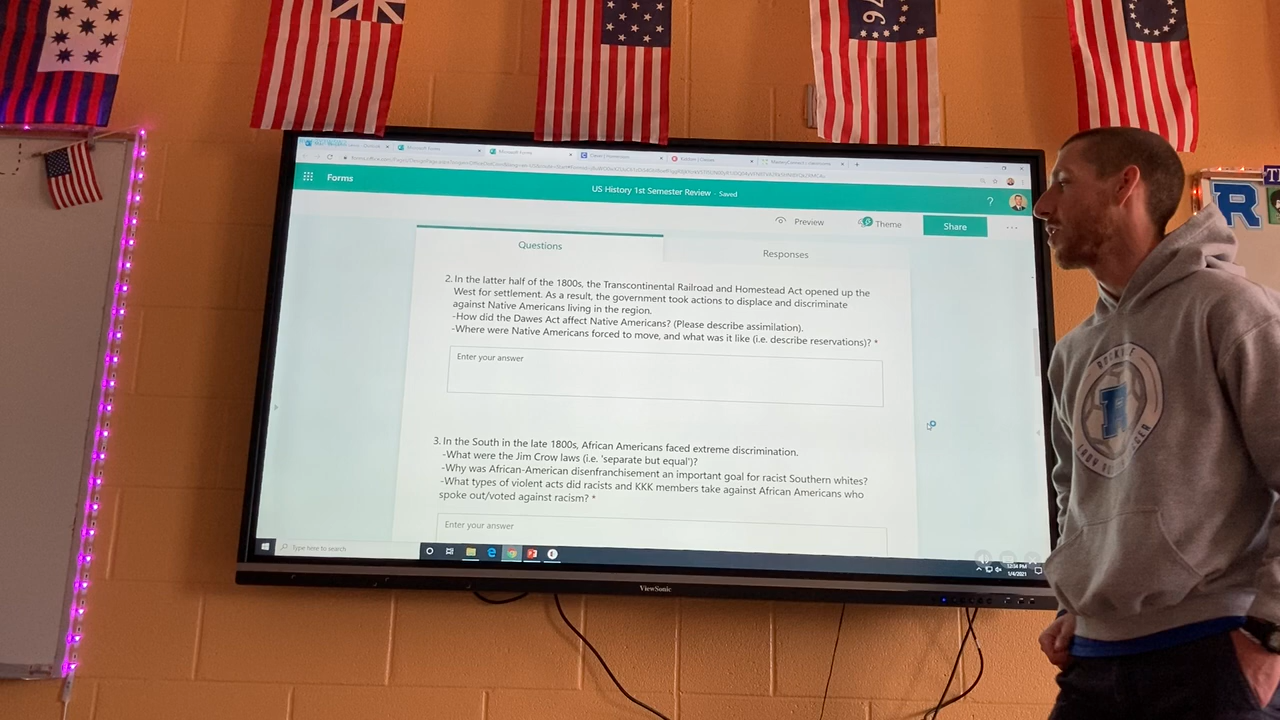 76
Forms
US History 1st Semester Review - Saved
?
Preview
Theme
Share
Questions
Responses
2. In the latter half of the 1800s, the Transcontinental Railroad and Homestead Act opened up the
West for settlement. As a result, the government took actions to displace and discriminate
against Native Americans living in the region.
-How did the Dawes Act affect Native Americans? (Please describe assimilation).
-Where were Native Americans forced to move, and what was it like (i.e. describe reservations)? *
Enter your answer
3. In the South in the late 1800s, African Americans faced extreme discrimination.
-What were the Jim Crow laws (i.e. 'separate but equal')?
-Why was African-American disenfranchisement an important goal for racist Southern whites?
-What types of violent acts did racists and KKK members take against African Americans who
spoke out/voted against racism? *
Enter your answer
Type here to search
12:34 PM
1/4/2021
ViewSonic
R
R